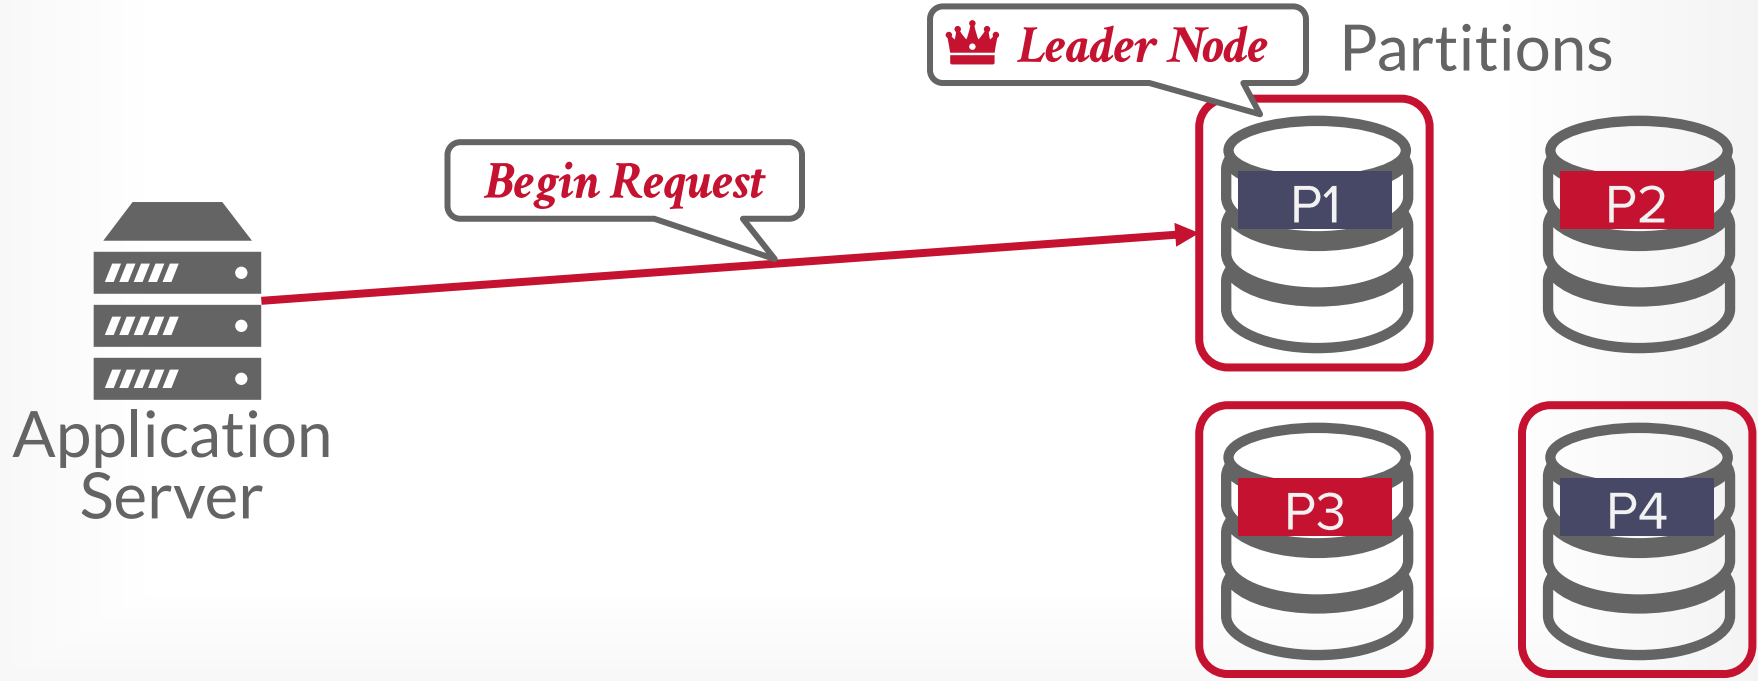 Leader Node
Partitions
Begin Request
P1
P2
Application
Server
P3
P4